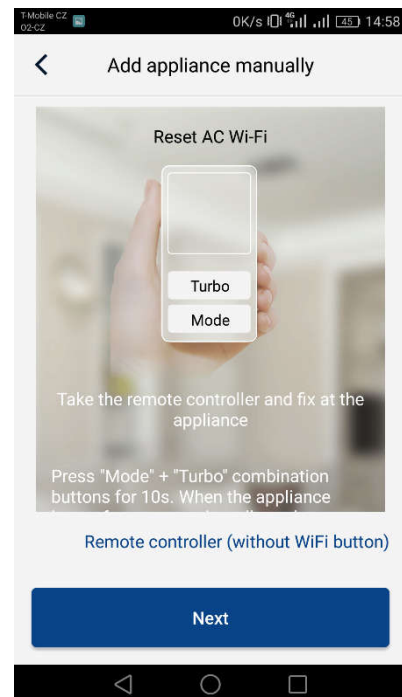 T-Mobile CZ
O2-CZ
0K/s 4G 45 14:58
Add appliance manually
Reset AC Wi-Fi
Turbo
Mode
Take the remote controller and fix at the
appliance
Press "Mode" + "Turbo" combination
buttons for 10s. When the appliance
Remote controller (without WiFi button)
Next